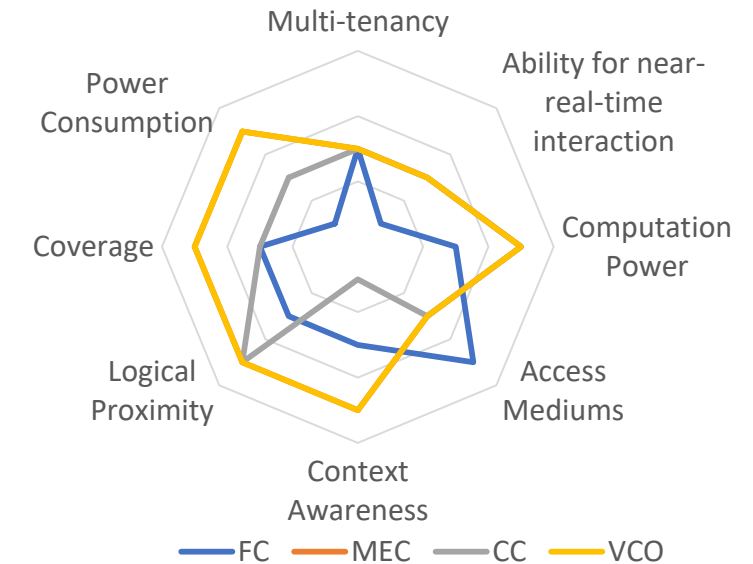 Multi-tenancy
Ability for near-
real-time
interaction
Computation
Power
Access
Mediums
Context
Awareness
Logical
Proximity
Coverage
Power
Consumption
FC
MEC
CC
VCO